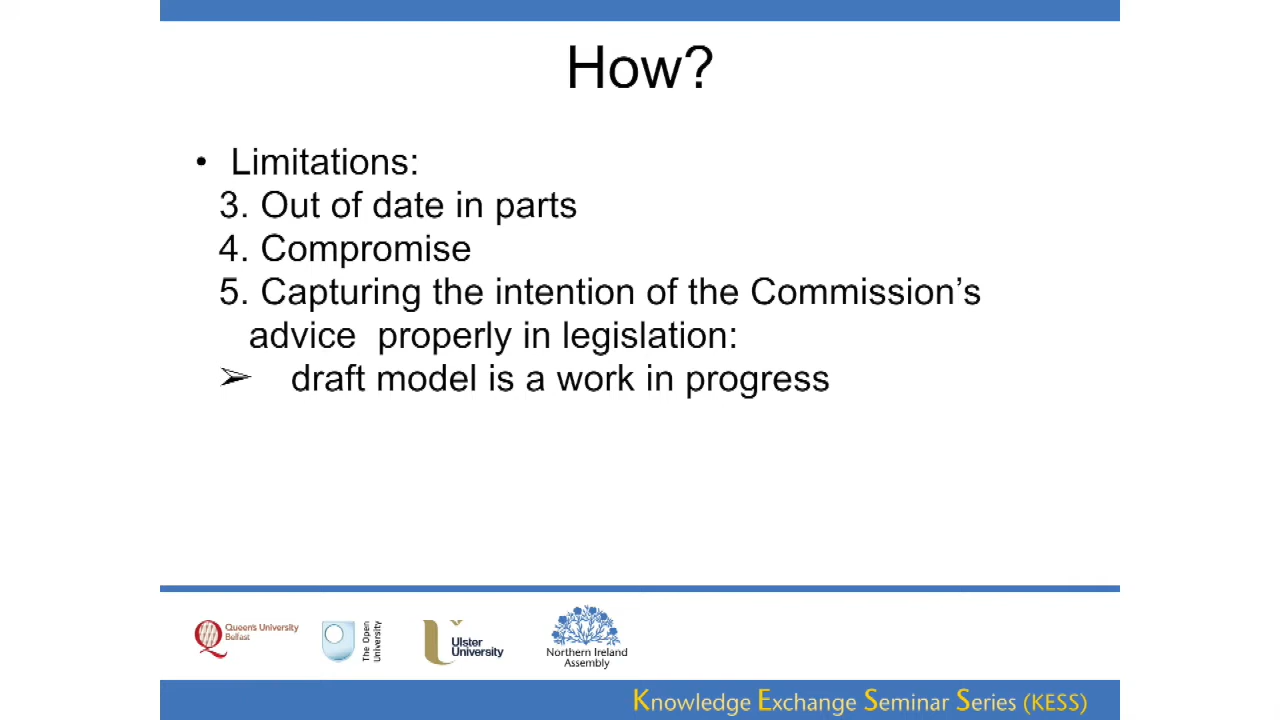 How?
• Limitations:
3. Out of date in parts
4. Compromise
5. Capturing the intention of the Commission’s
advice properly in legislation:
➢ draft model is a work in progress
Queen's University
Belfast
The Open
University
Ulster
University
Northern Ireland
Assembly
Knowledge Exchange Seminar Series (KESS)